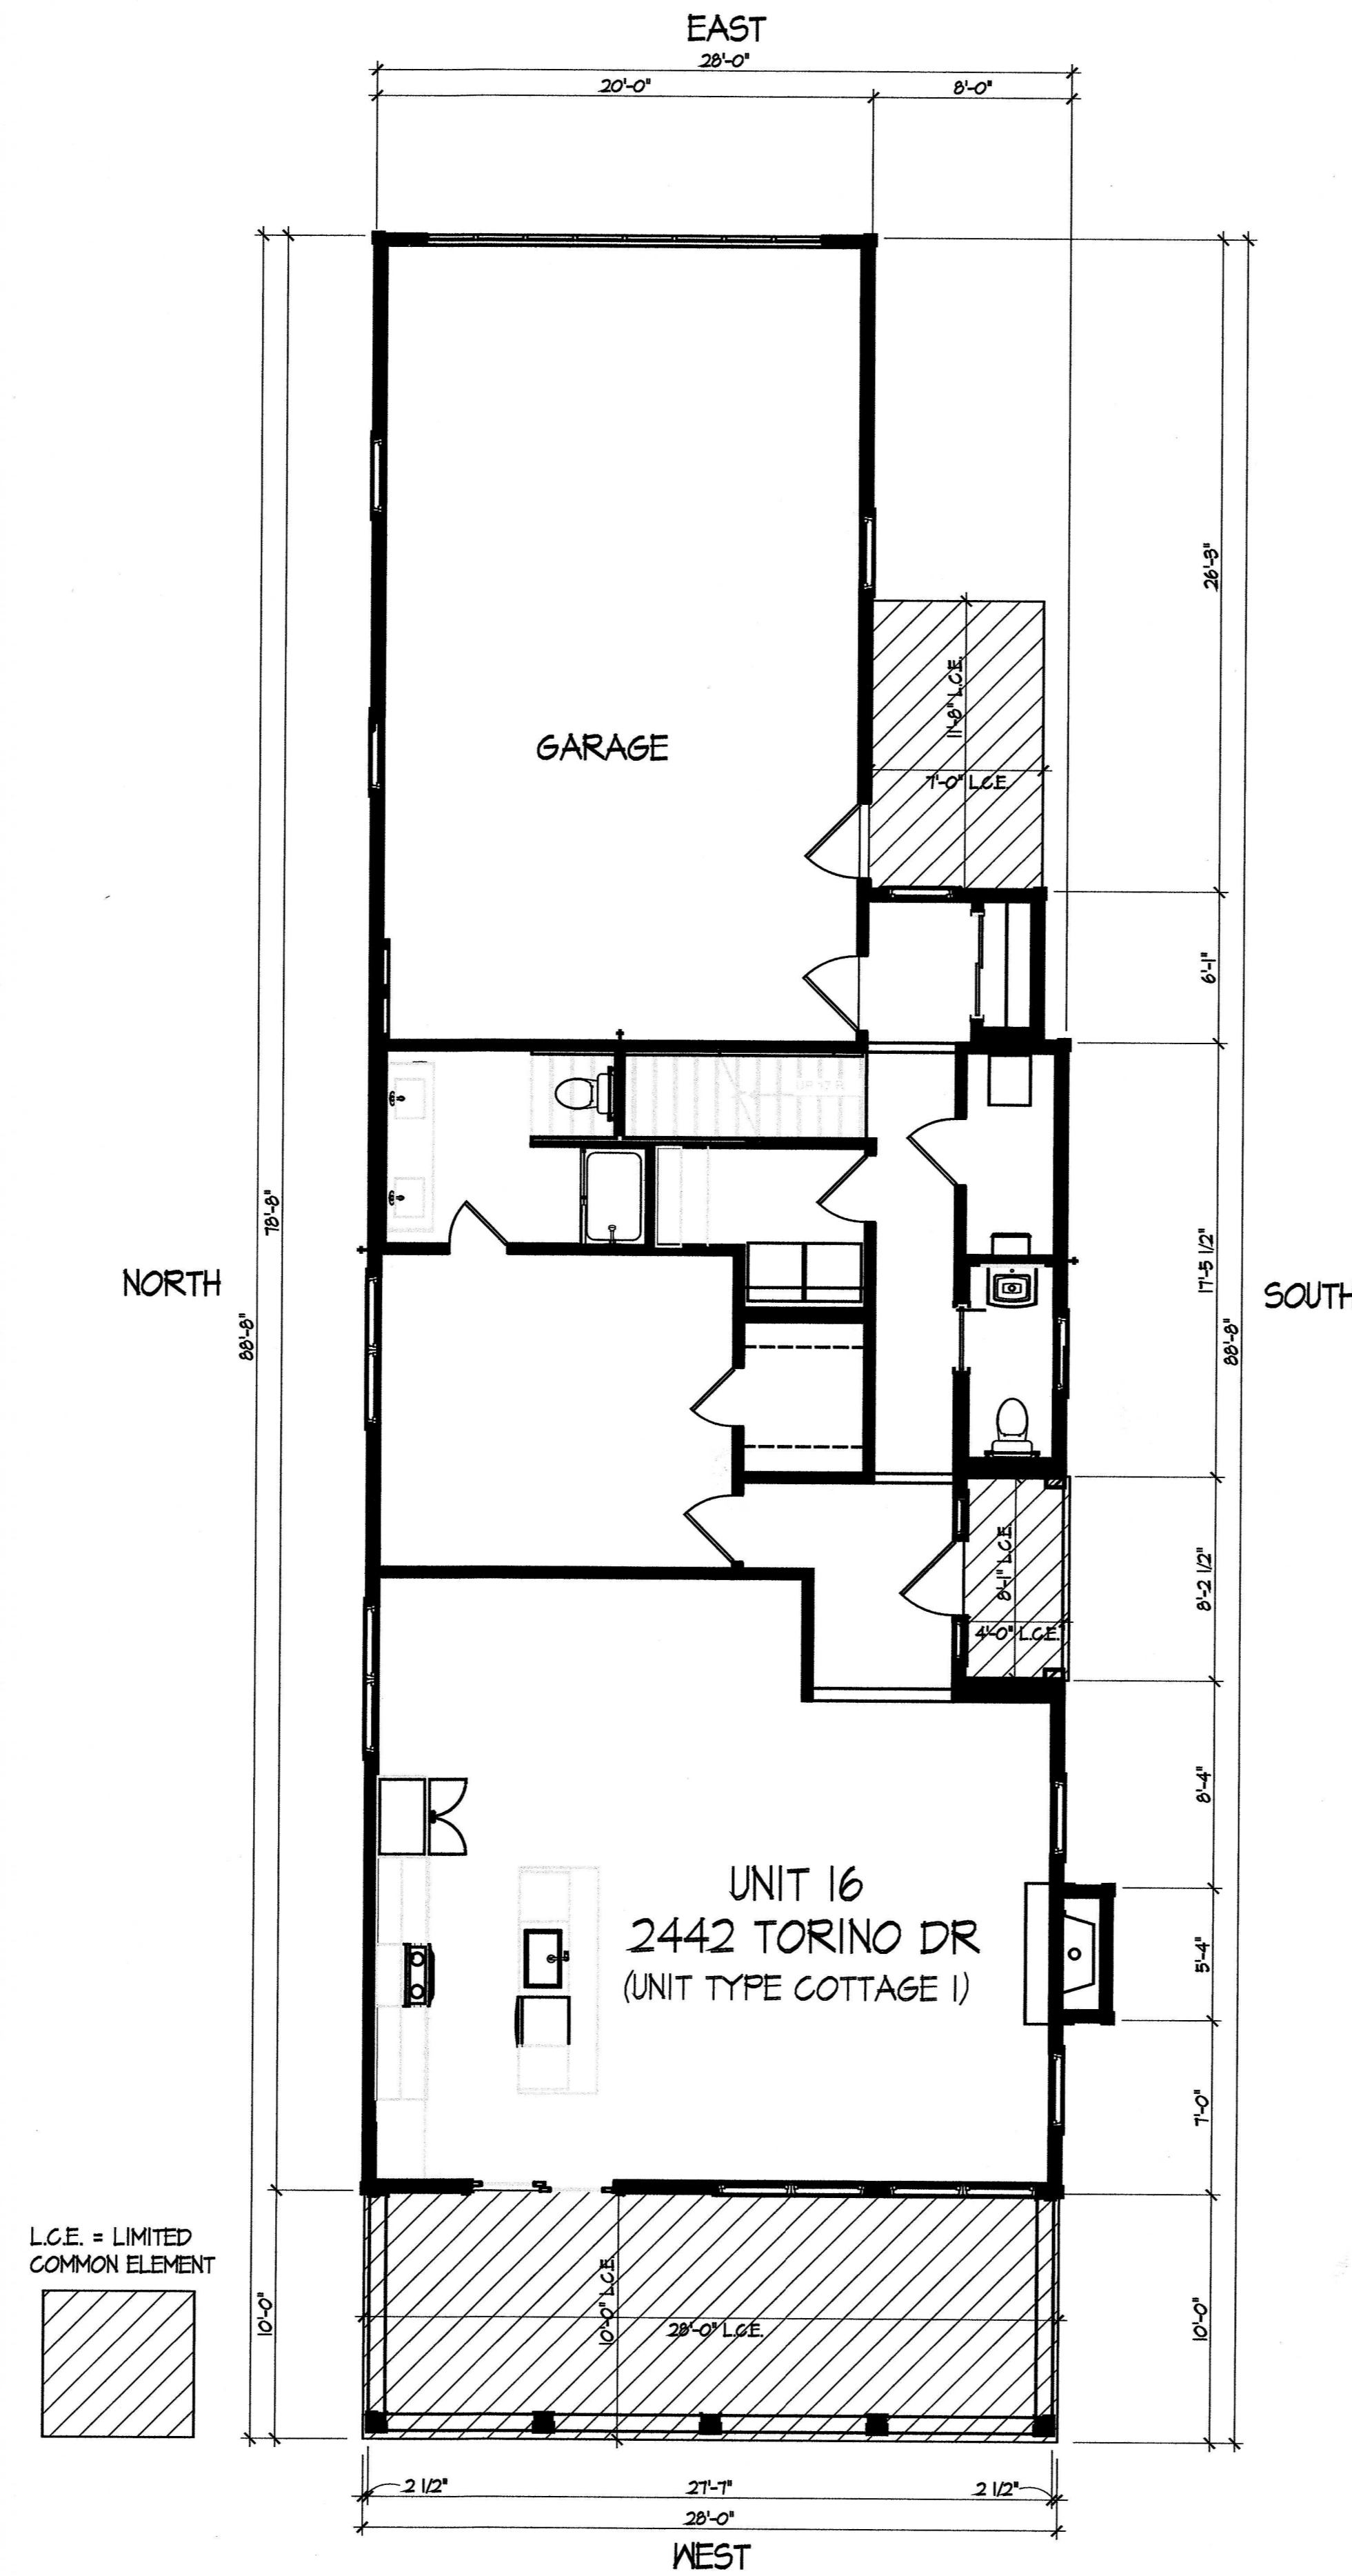 EAST
28'-0"
20'-0"
8'-0"
26'-3"
11'-8" L.C.E.
GARAGE
7'-0" L.C.E.
6'-1"
UP 17 R
78'-8"
17'-5 1/2"
NORTH
SOUTH
88'-8"
88'-8"
8'-1" L.C.E.
8'-2 1/2"
4'-0" L.C.E.
8'-4"
UNIT 16
2442 TORINO DR
(UNIT TYPE COTTAGE 1)
5'-4"
7'-0"
L.C.E. = LIMITED
COMMON ELEMENT
10'-0"
10'-0" L.C.E.
28'-0" L.C.E.
10'-0"
2 1/2"
27'-7"
2 1/2"
28'-0"
WEST